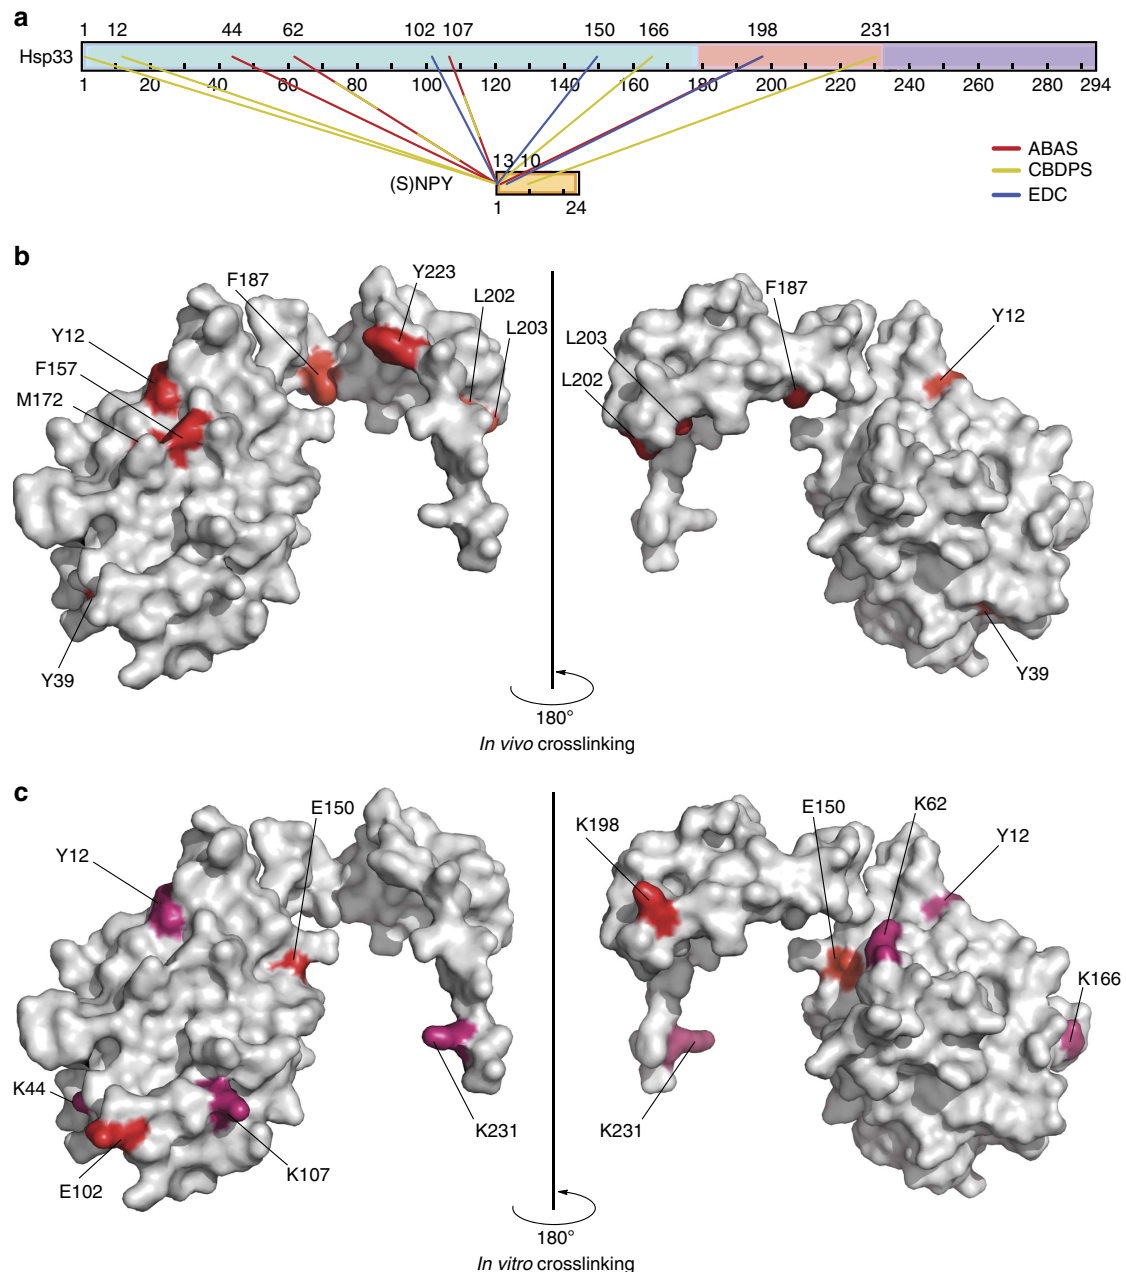 a
1 12 44 62 102 107 150 166 198 231
Hsp33
1 20 40 60 80 100 120 140 160 180 200 220 240 260 280 294
13 10
(S)NPY
1 24
ABAS
CBDPS
EDC
b
F187 Y223
L202
L203
Y12
F157
M172
Y39
F187
Y12
L203
L202
Y39
180°
In vivo crosslinking
c
E150
Y12
K44
E102
K107
K231
K198
E150
K62
Y12
K166
K231
180°
In vitro crosslinking